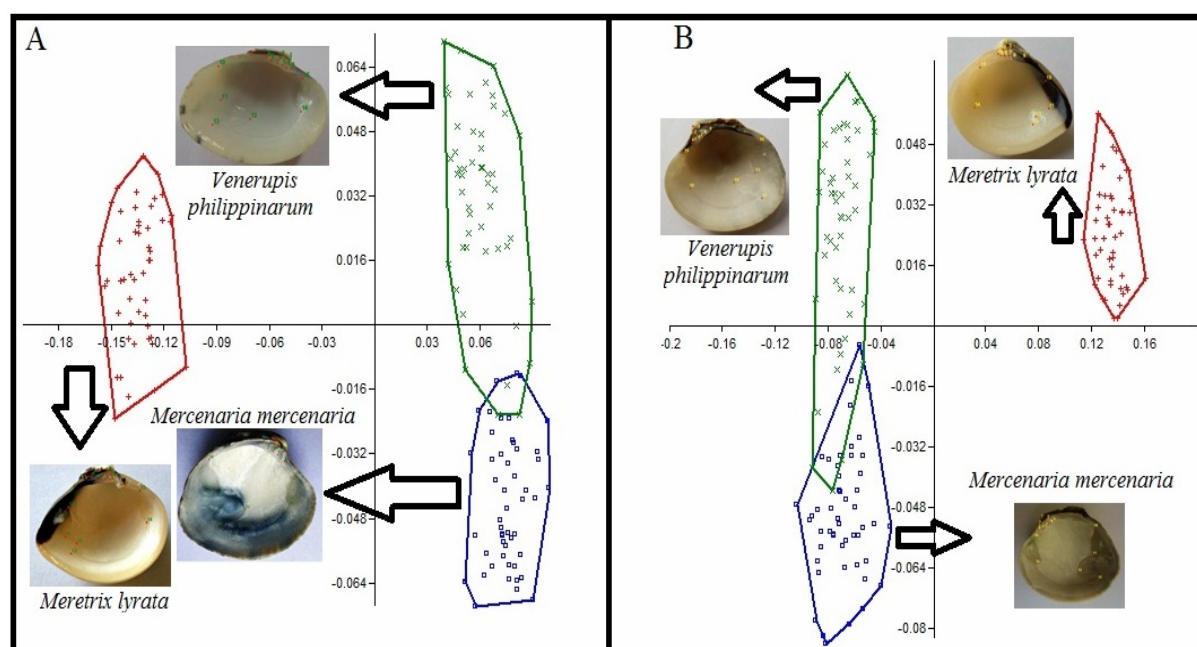 A
Venerupis
philippinarum
0.064
0.048
0.032
0.016
-0.18 -0.15 -0.12 -0.09 -0.06 -0.03 0.03 0.06
-0.016
-0.032
-0.048
-0.064
Mercenaria mercenaria
Meretrix lyrata
B
Meretrix lyrata
Venerupis
philippinarum
0.048
0.032
0.016
-0.2 -0.16 -0.12 -0.08 -0.04 0.04 0.08 0.12 0.16
-0.016
-0.032
-0.048
-0.064
-0.08
Mercenaria mercenaria